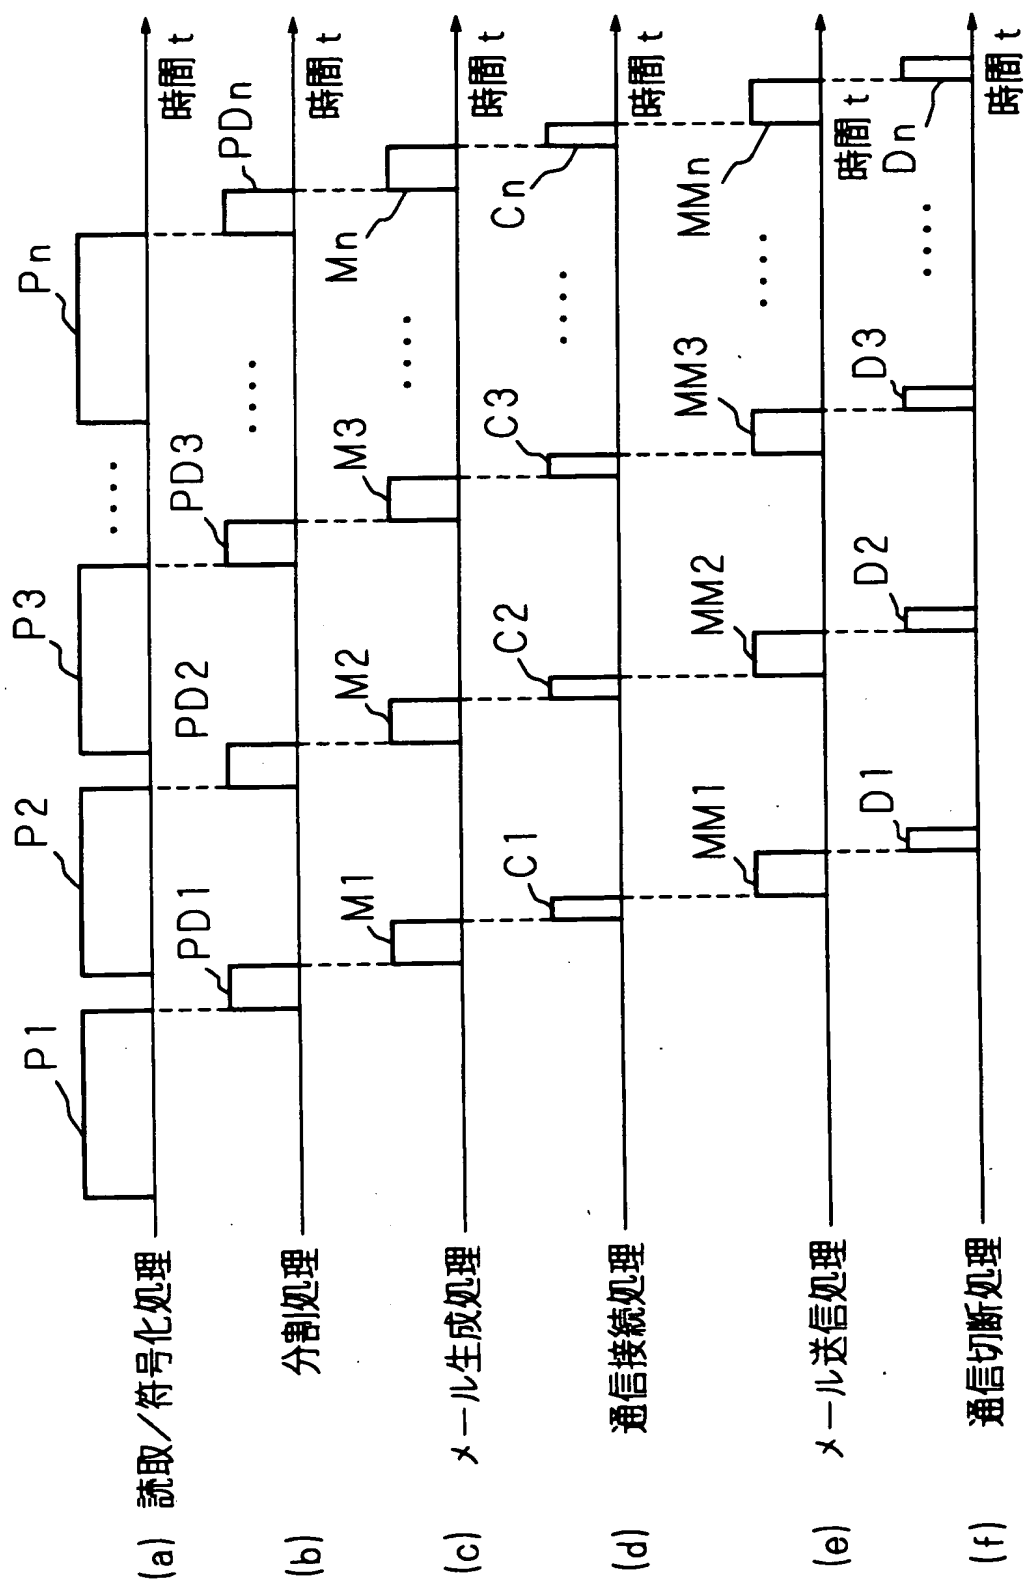 (a) 読取／符号化処理
P1
P2
P3
....
Pn
時間 t
(b) 分割処理
PD1
PD2
PD3
....
PDn
時間 t
(c) メール生成処理
M1
M2
M3
....
Mn
時間 t
(d) 通信接続処理
C1
C2
C3
....
Cn
時間 t
(e) メール送信処理
MM1
MM2
MM3
....
MMn
時間 t
(f) 通信切断処理
D1
D2
D3
....
Dn
時間 t